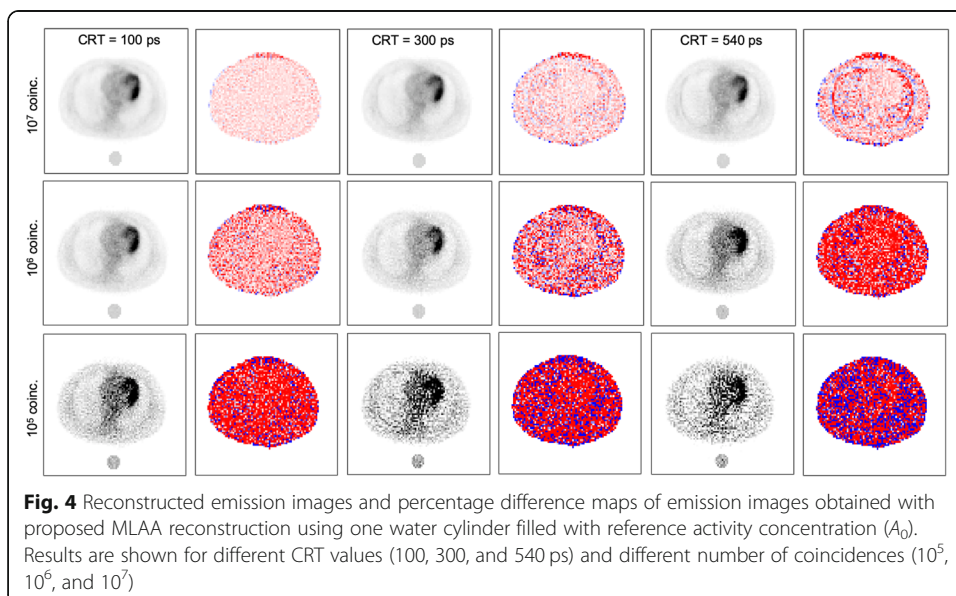 CRT = 100 ps
CRT = 300 ps
CRT = 540 ps
10⁷ coinc.
10⁶ coinc.
10⁵ coinc.
Fig. 4 Reconstructed emission images and percentage difference maps of emission images obtained with
proposed MLAA reconstruction using one water cylinder filled with reference activity concentration (A₀).
Results are shown for different CRT values (100, 300, and 540 ps) and different number of coincidences (10⁵,
10⁶, and 10⁷)